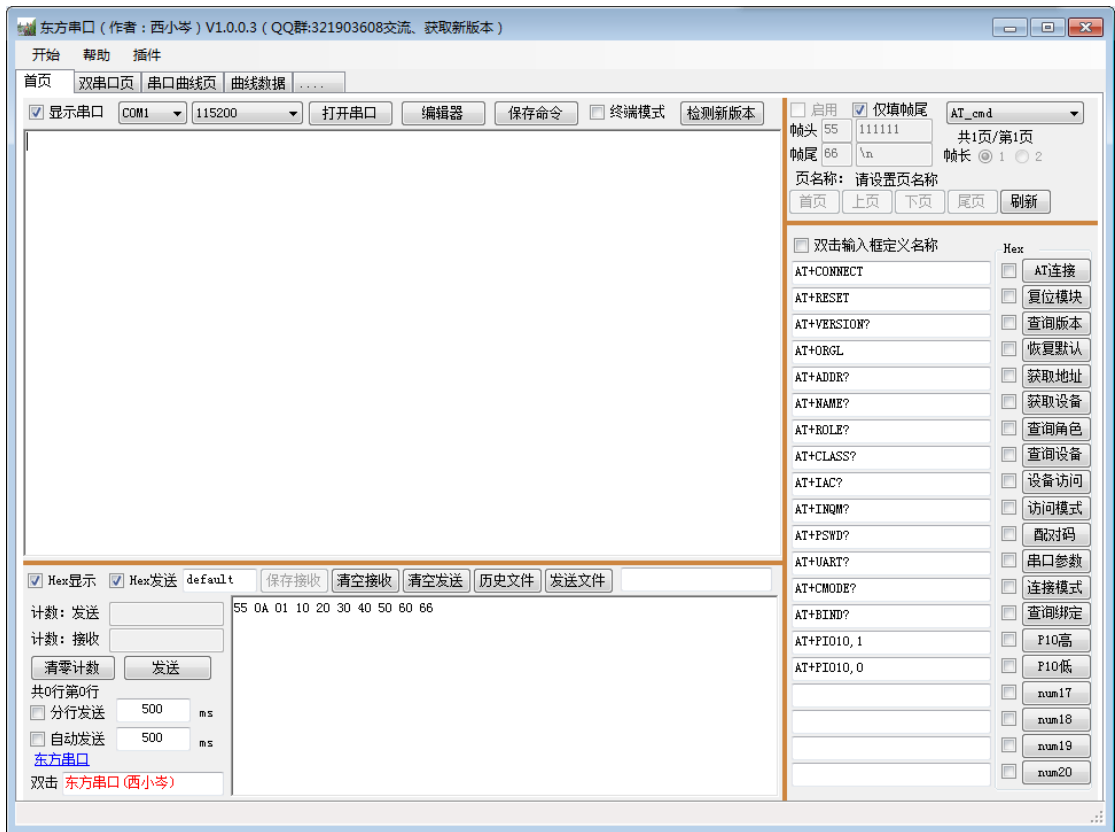 东方串口（作者：西小岑）V1.0.0.3（QQ群:321903608交流、获取新版本）
开始 帮助 插件
首页 双串口页 串口曲线页 曲线数据 ....
显示串口 COM1 115200 打开串口 编辑器 保存命令 终端模式 检测新版本
启用 仅填帧尾 AT_cmd
帧头 55 111111 共1页/第1页
帧尾 66 \n 帧长 1 2
页名称： 请设置页名称
首页 上页 下页 尾页 刷新
双击输入框定义名称 Hex
AT+CONNECT AT连接
AT+RESET 复位模块
AT+VERSION? 查询版本
AT+ORGL 恢复默认
AT+ADDR? 获取地址
AT+NAME? 获取设备
AT+ROLE? 查询角色
AT+CLASS? 查询设备
AT+IAC? 设备访问
AT+INQM? 访问模式
AT+PSWD? 配对码
AT+UART? 串口参数
AT+CMODE? 连接模式
AT+BIND? 查询绑定
AT+PIO10,1 P10高
AT+PIO10,0 P10低
num17
num18
num19
num20
Hex显示 Hex发送 default 保存接收 清空接收 清空发送 历史文件 发送文件
计数：发送
计数：接收
清零计数 发送
共0行第0行
分行发送 500 ms
自动发送 500 ms
东方串口
双击 东方串口(西小岑)
55 0A 01 10 20 30 40 50 60 66